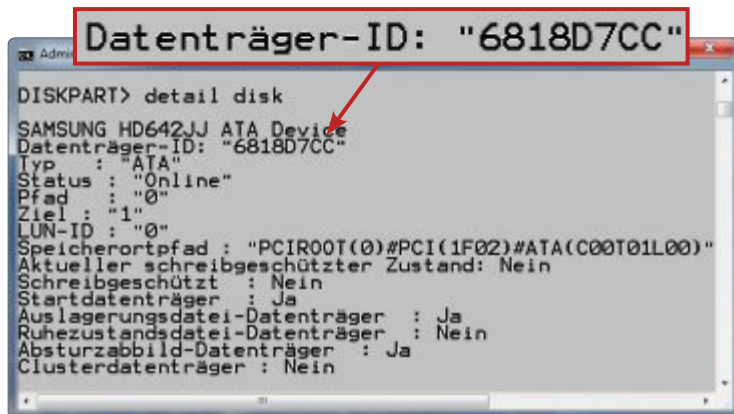 Datenträger-ID: "6818D7CC"
DISKPART> detail disk
SAMSUNG HD642JJ ATA Device
Datenträger-ID: "6818D7CC"
Typ : "ATA"
Status : "Online"
Pfad : "0"
Ziel : "1"
LUN-ID : "0"
Speicherortpfad : "PCIROOT(0)#PCI(1F02)#ATA(C00T01L00)"
Aktueller schreibgeschützter Zustand: Nein
Schreibgeschützt : Nein
Startdatenträger : Ja
Auslagerungsdatei-Datenträger : Ja
Ruhezustandsdatei-Datenträger : Nein
Absturzabbild-Datenträger : Ja
Clusterdatenträger : Nein